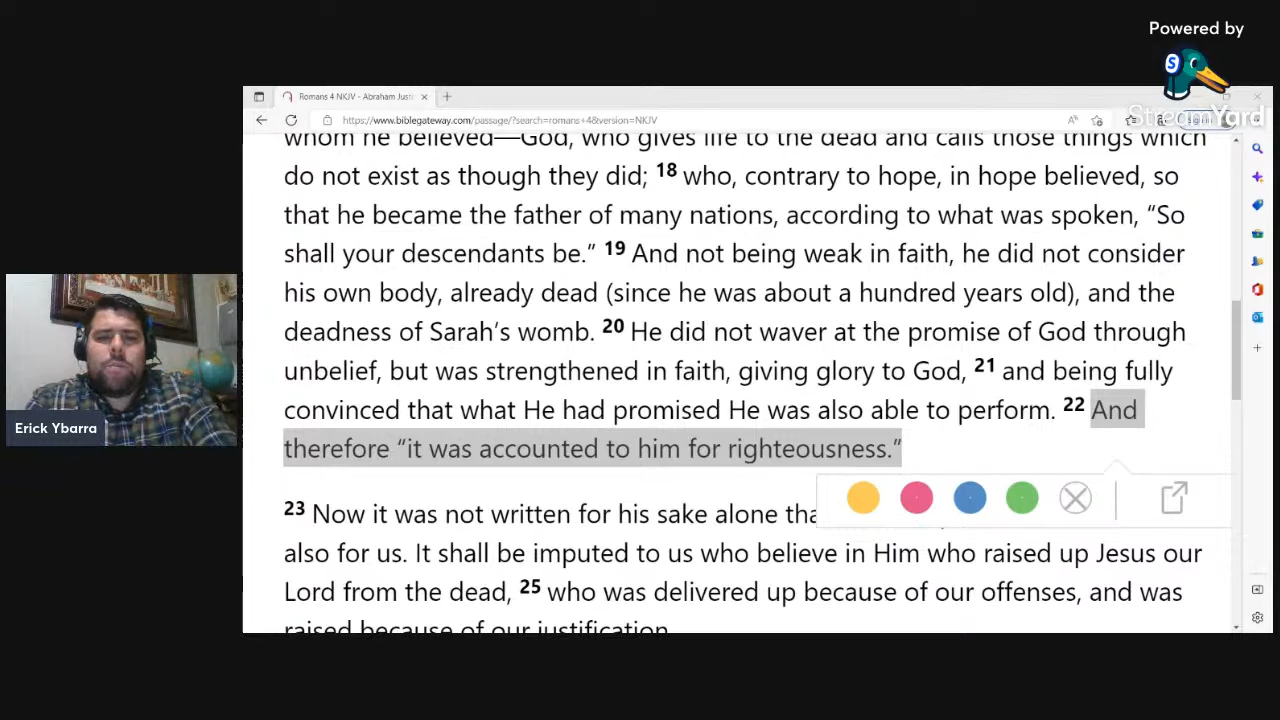 Powered by
StreamYard
Romans 4 NKJV - Abraham Just
https://www.biblegateway.com/passage/?search=romans+4&version=NKJV
whom he believed—God, who gives life to the dead and calls those things which
do not exist as though they did; 18 who, contrary to hope, in hope believed, so
that he became the father of many nations, according to what was spoken, “So
shall your descendants be.” 19 And not being weak in faith, he did not consider
his own body, already dead (since he was about a hundred years old), and the
deadness of Sarah’s womb. 20 He did not waver at the promise of God through
unbelief, but was strengthened in faith, giving glory to God, 21 and being fully
convinced that what He had promised He was also able to perform. 22 And
therefore “it was accounted to him for righteousness.”
23 Now it was not written for his sake alone tha
also for us. It shall be imputed to us who believe in Him who raised up Jesus our
Lord from the dead, 25 who was delivered up because of our offenses, and was
raised because of our justification
Erick Ybarra